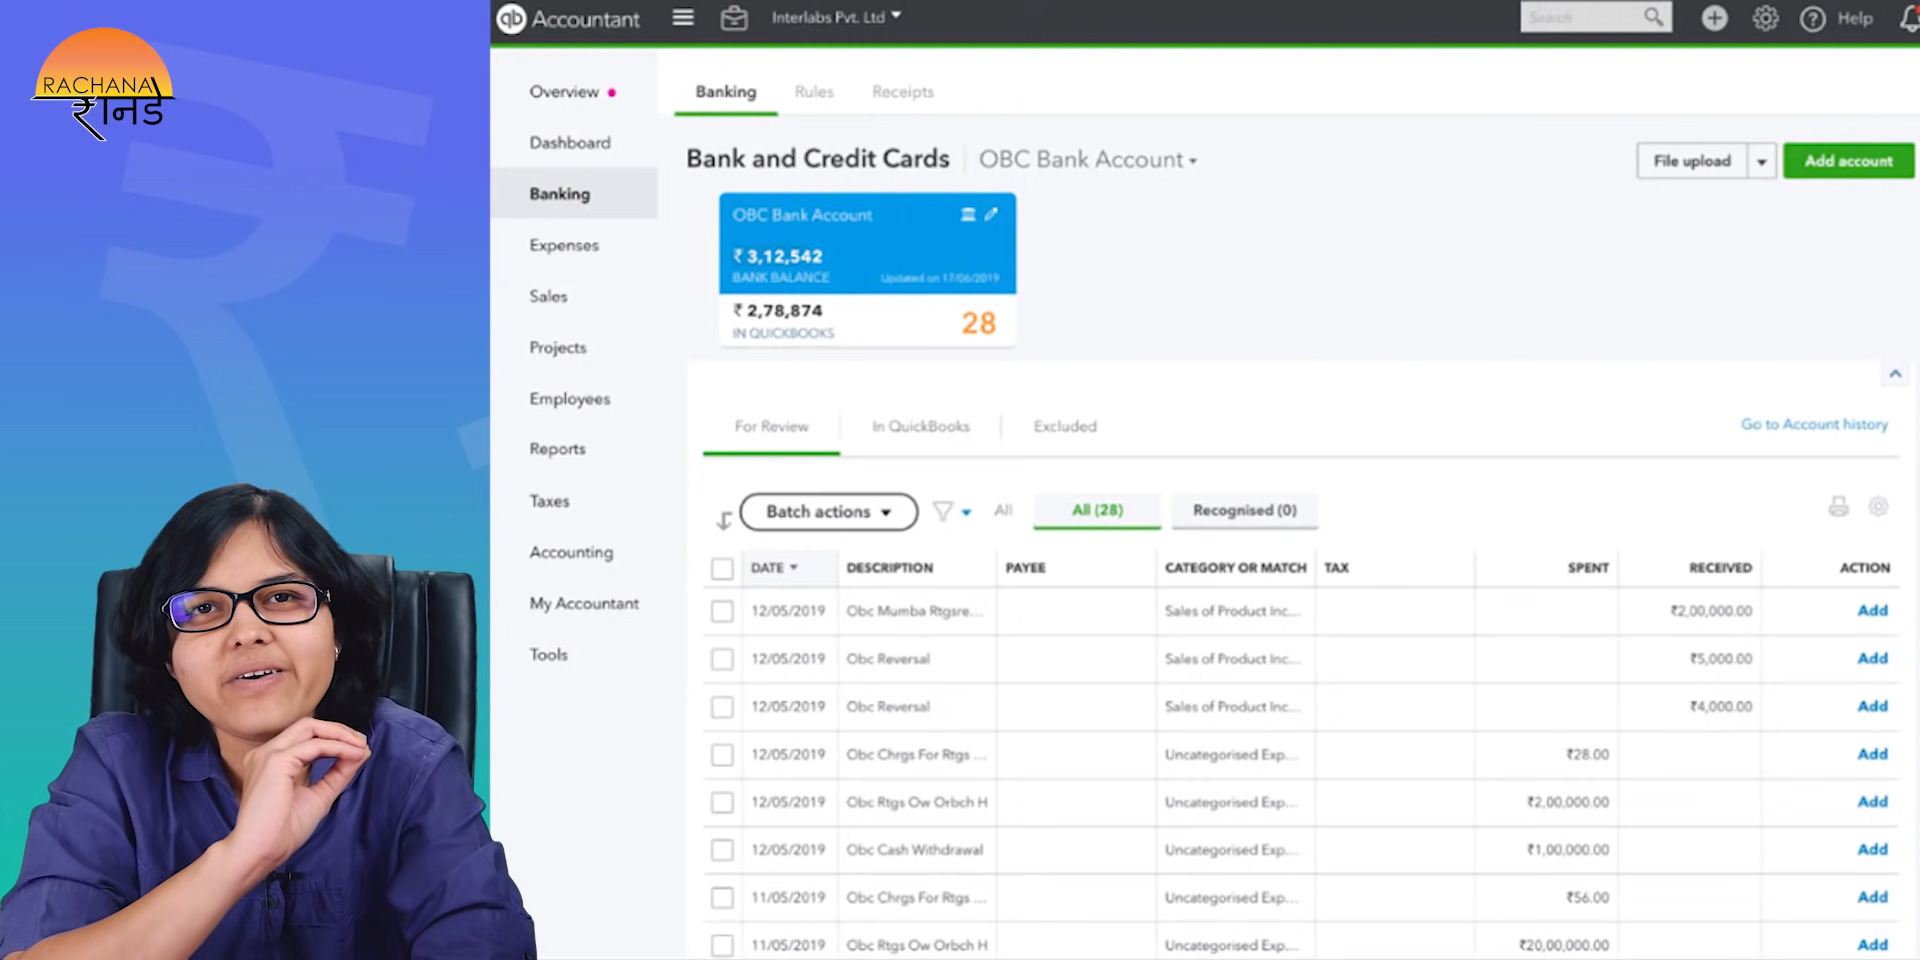 RACHANA
रानडे
qb Accountant
Interlabs Pvt. Ltd
Search
Help
Overview
Dashboard
Banking
Expenses
Sales
Projects
Employees
Reports
Taxes
Accounting
My Accountant
Tools
Banking Rules Receipts
Bank and Credit Cards OBC Bank Account
File upload Add account
OBC Bank Account
₹ 3,12,542
BANK BALANCE Updated on 17/06/2019
₹ 2,78,874
IN QUICKBOOKS
28
For Review In QuickBooks Excluded
Go to Account history
Batch actions All All (28) Recognised (0)
DATE DESCRIPTION PAYEE CATEGORY OR MATCH TAX SPENT RECEIVED ACTION
12/05/2019 Obc Mumba Rtgsre... Sales of Product Inc... ₹2,00,000.00 Add
12/05/2019 Obc Reversal Sales of Product Inc... ₹5,000.00 Add
12/05/2019 Obc Reversal Sales of Product Inc... ₹4,000.00 Add
12/05/2019 Obc Chrgs For Rtgs ... Uncategorised Exp... ₹28.00 Add
12/05/2019 Obc Rtgs Ow Orbch H Uncategorised Exp... ₹2,00,000.00 Add
12/05/2019 Obc Cash Withdrawal Uncategorised Exp... ₹1,00,000.00 Add
11/05/2019 Obc Chrgs For Rtgs ... Uncategorised Exp... ₹56.00 Add
11/05/2019 Obc Rtgs Ow Orbch H Uncategorised Exp... ₹20,00,000.00 Add